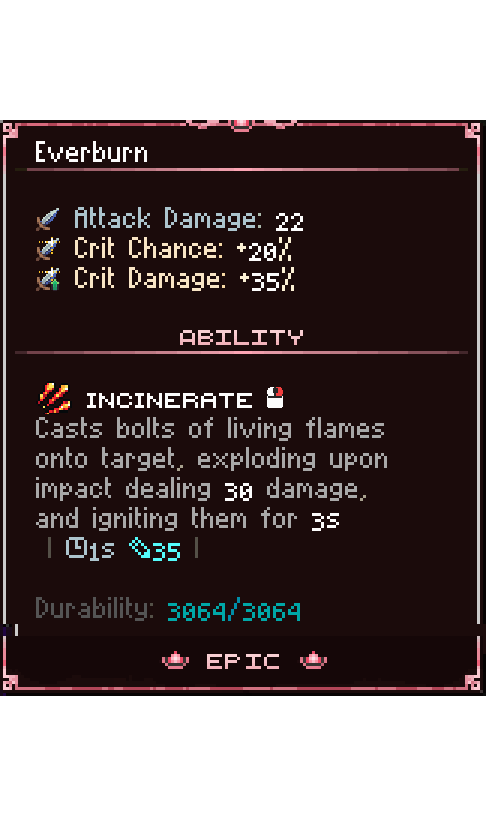 Everburn
Attack Damage: 22
Crit Chance: +20%
Crit Damage: +35%
ABILITY
INCINERATE
Casts bolts of living flames
onto target, exploding upon
impact dealing 30 damage,
and igniting them for 3s
| 1s 35 |
Durability: 3064/3064
EPIC